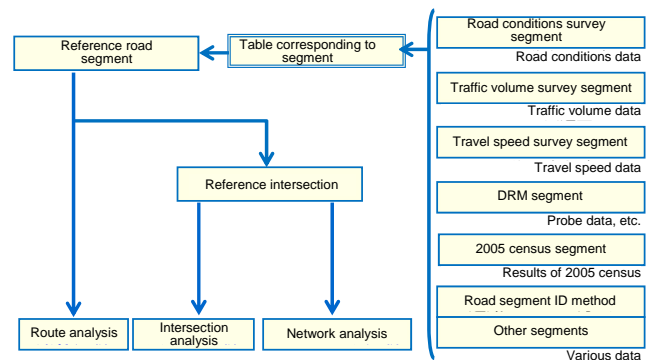 Reference road
segment
Table corresponding to
segment
Road conditions survey
segment
Road conditions data
Traffic volume survey segment
Traffic volume data
Travel speed survey segment
Travel speed data
DRM segment
Probe data, etc.
2005 census segment
Results of 2005 census
Road segment ID method
Other segments
Various data
Reference intersection
Route analysis
Intersection
analysis
Network analysis